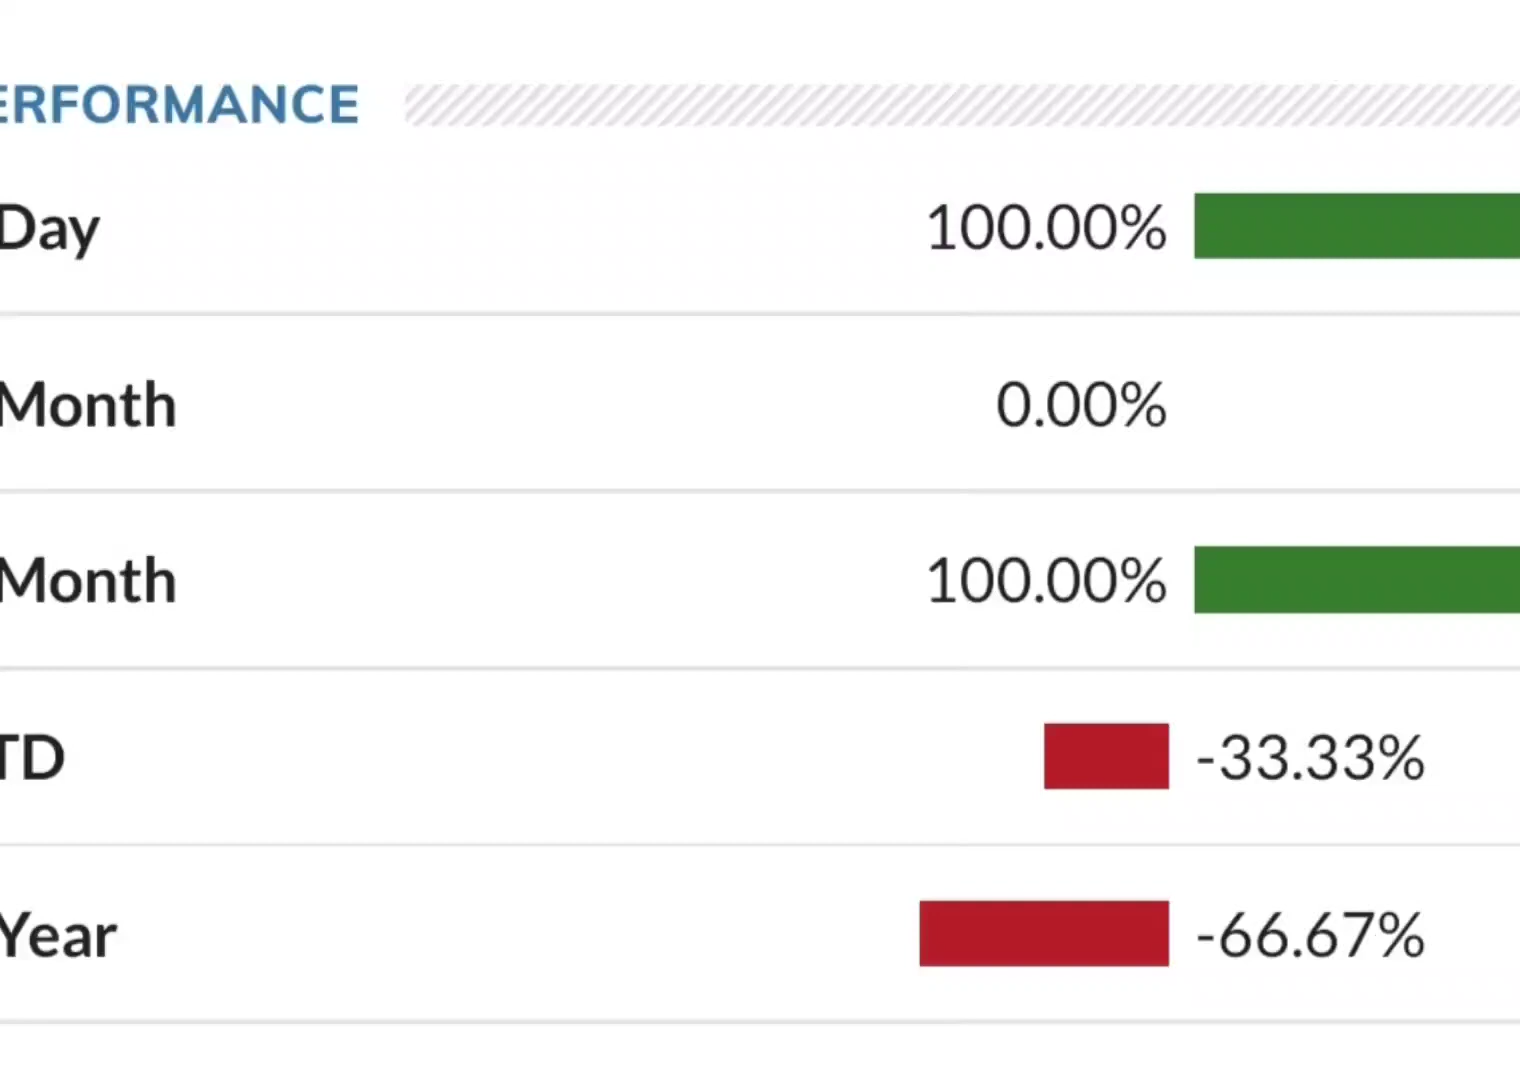 ERFORMANCE
Day 100.00%
Month 0.00%
Month 100.00%
TD -33.33%
Year -66.67%